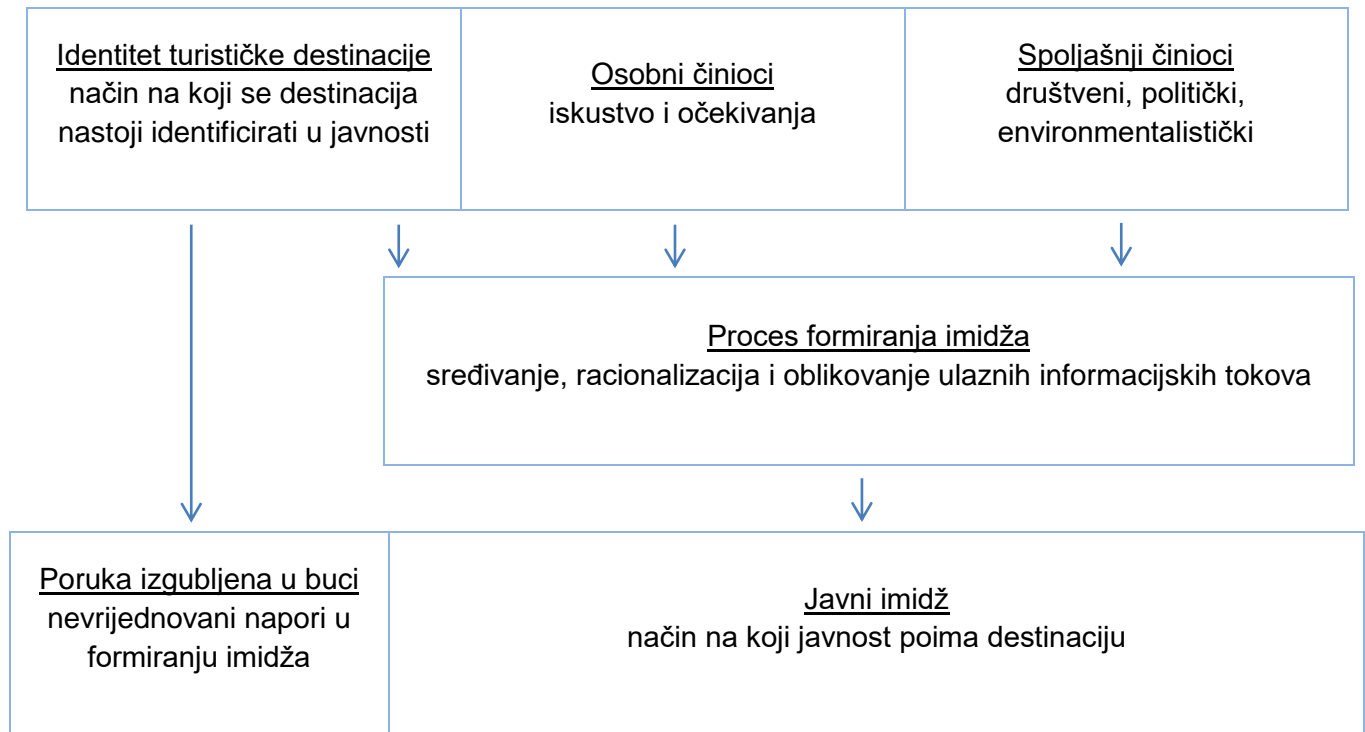 Identitet turističke destinacije
način na koji se destinacija
nastoji identificirati u javnosti
Osobni činioci
iskustvo i očekivanja
Spoljašnji činioci
društveni, politički,
environmentalistički
Proces formiranja imidža
sređivanje, racionalizacija i oblikovanje ulaznih informacijskih tokova
Poruka izgubljena u buci
nevrijednovani napori u
formiranju imidža
Javni imidž
način na koji javnost poima destinaciju